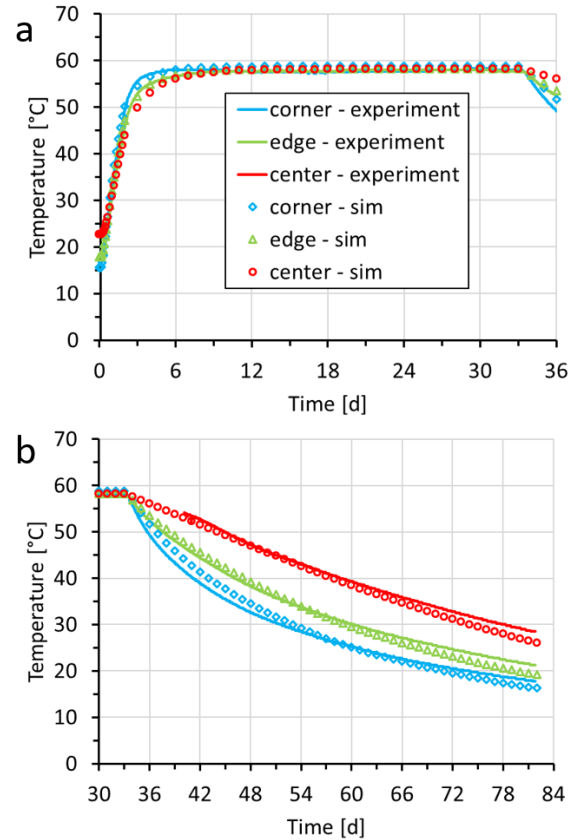 a
Temperature [°C]
70
60
50
40
30
20
10
0
corner - experiment
edge - experiment
center - experiment
corner - sim
edge - sim
center - sim
0 6 12 18 24 30 36
Time [d]
b
Temperature [°C]
70
60
50
40
30
20
10
0
30 36 42 48 54 60 66 72 78 84
Time [d]